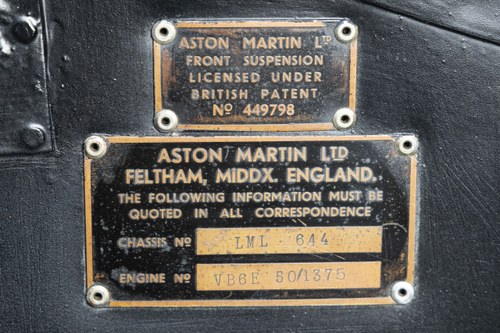 ASTON MARTIN LTD
FRONT SUSPENSION
LICENSED UNDER
BRITISH PATENT
No 449798
ASTON MARTIN LTD
FELTHAM, MIDDX. ENGLAND.
THE FOLLOWING INFORMATION MUST BE
QUOTED IN ALL CORRESPONDENCE
CHASSIS No LML 644
ENGINE No VB6E 50/1375